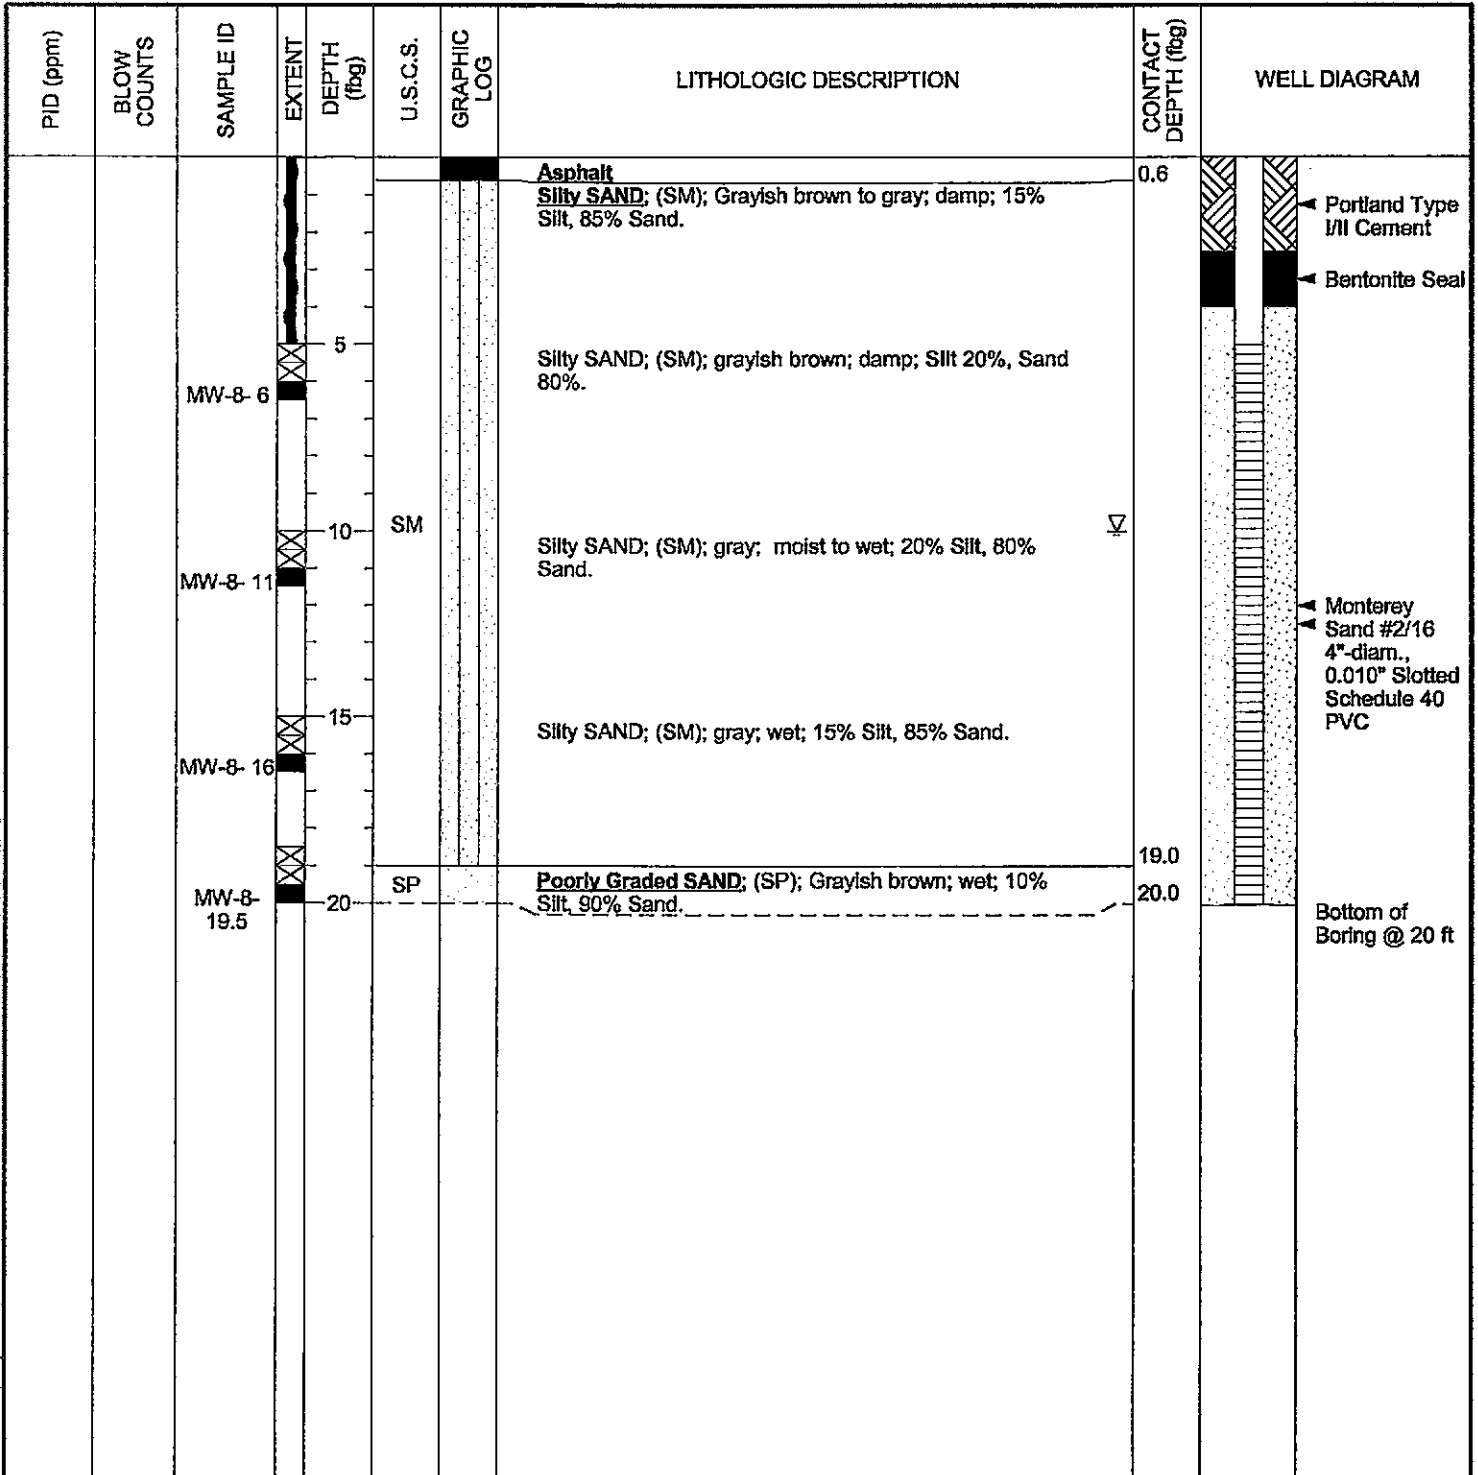 PID (ppm)
BLOW
COUNTS
SAMPLE ID
EXTENT
DEPTH
(fbg)
U.S.C.S.
GRAPHIC
LOG
LITHOLOGIC DESCRIPTION
CONTACT
DEPTH (fbg)
WELL DIAGRAM
Asphalt
0.6
Silty SAND; (SM); Grayish brown to gray; damp; 15%
Silt, 85% Sand.
Portland Type
I/II Cement
Bentonite Seal
5
Silty SAND; (SM); grayish brown; damp; Silt 20%, Sand
80%.
MW-8- 6
10
SM
Silty SAND; (SM); gray; moist to wet; 20% Silt, 80%
Sand.
MW-8- 11
Monterey
Sand #2/16
4"-diam.,
0.010" Slotted
Schedule 40
PVC
15
Silty SAND; (SM); gray; wet; 15% Silt, 85% Sand.
MW-8- 16
19.0
SP
Poorly Graded SAND; (SP); Grayish brown; wet; 10%
Silt, 90% Sand.
20.0
MW-8-
19.5
20
Bottom of
Boring @ 20 ft